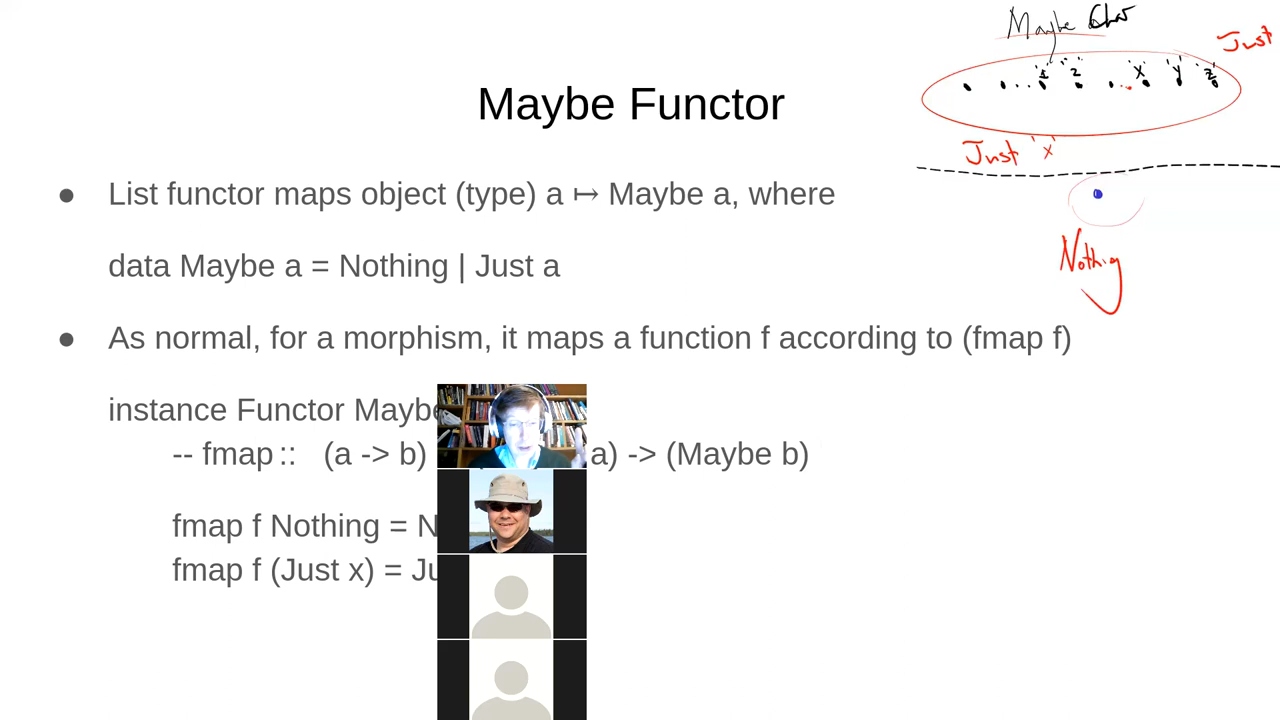 Maybe Char
Just
'1' '2' 'X' 'Y' 'Z'
Just 'x'
Nothing
Maybe Functor
● List functor maps object (type) a ↦ Maybe a, where
data Maybe a = Nothing | Just a
● As normal, for a morphism, it maps a function f according to (fmap f)
instance Functor Maybe
-- fmap :: (a -> b) a) -> (Maybe b)
fmap f Nothing = N
fmap f (Just x) = Ju